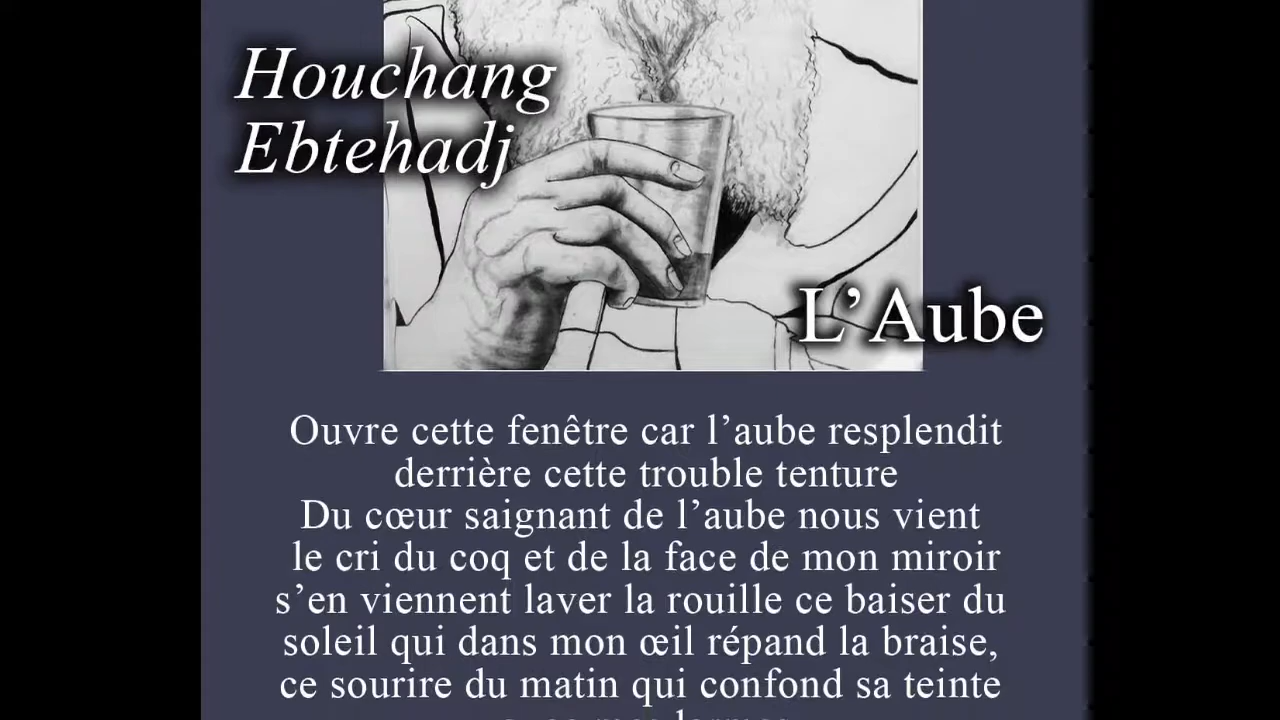 Houchang
Ebtehadj
L’Aube
Ouvre cette fenêtre car l’aube resplendit
derrière cette trouble tenture
Du cœur saignant de l’aube nous vient
le cri du coq et de la face de mon miroir
s’en viennent laver la rouille ce baiser du
soleil qui dans mon œil répand la braise,
ce sourire du matin qui confond sa teinte